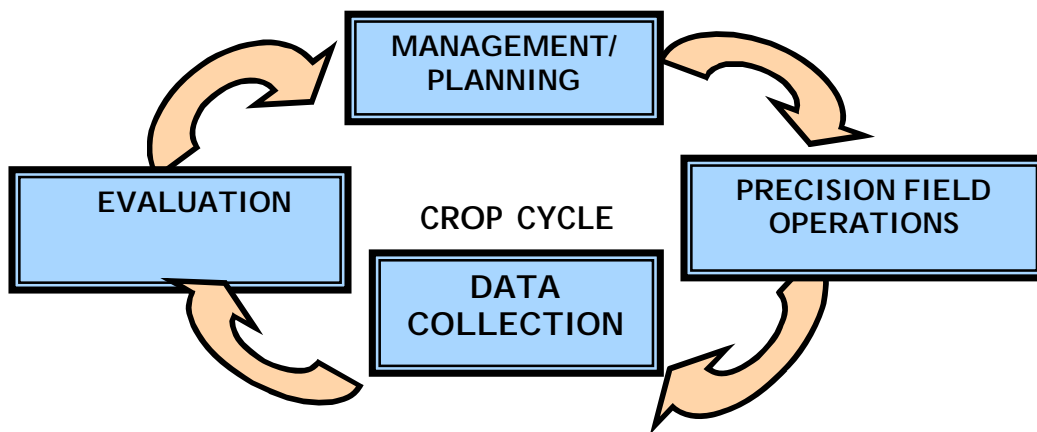 MANAGEMENT/
PLANNING
EVALUATION
PRECISION FIELD
OPERATIONS
CROP CYCLE
DATA
COLLECTION